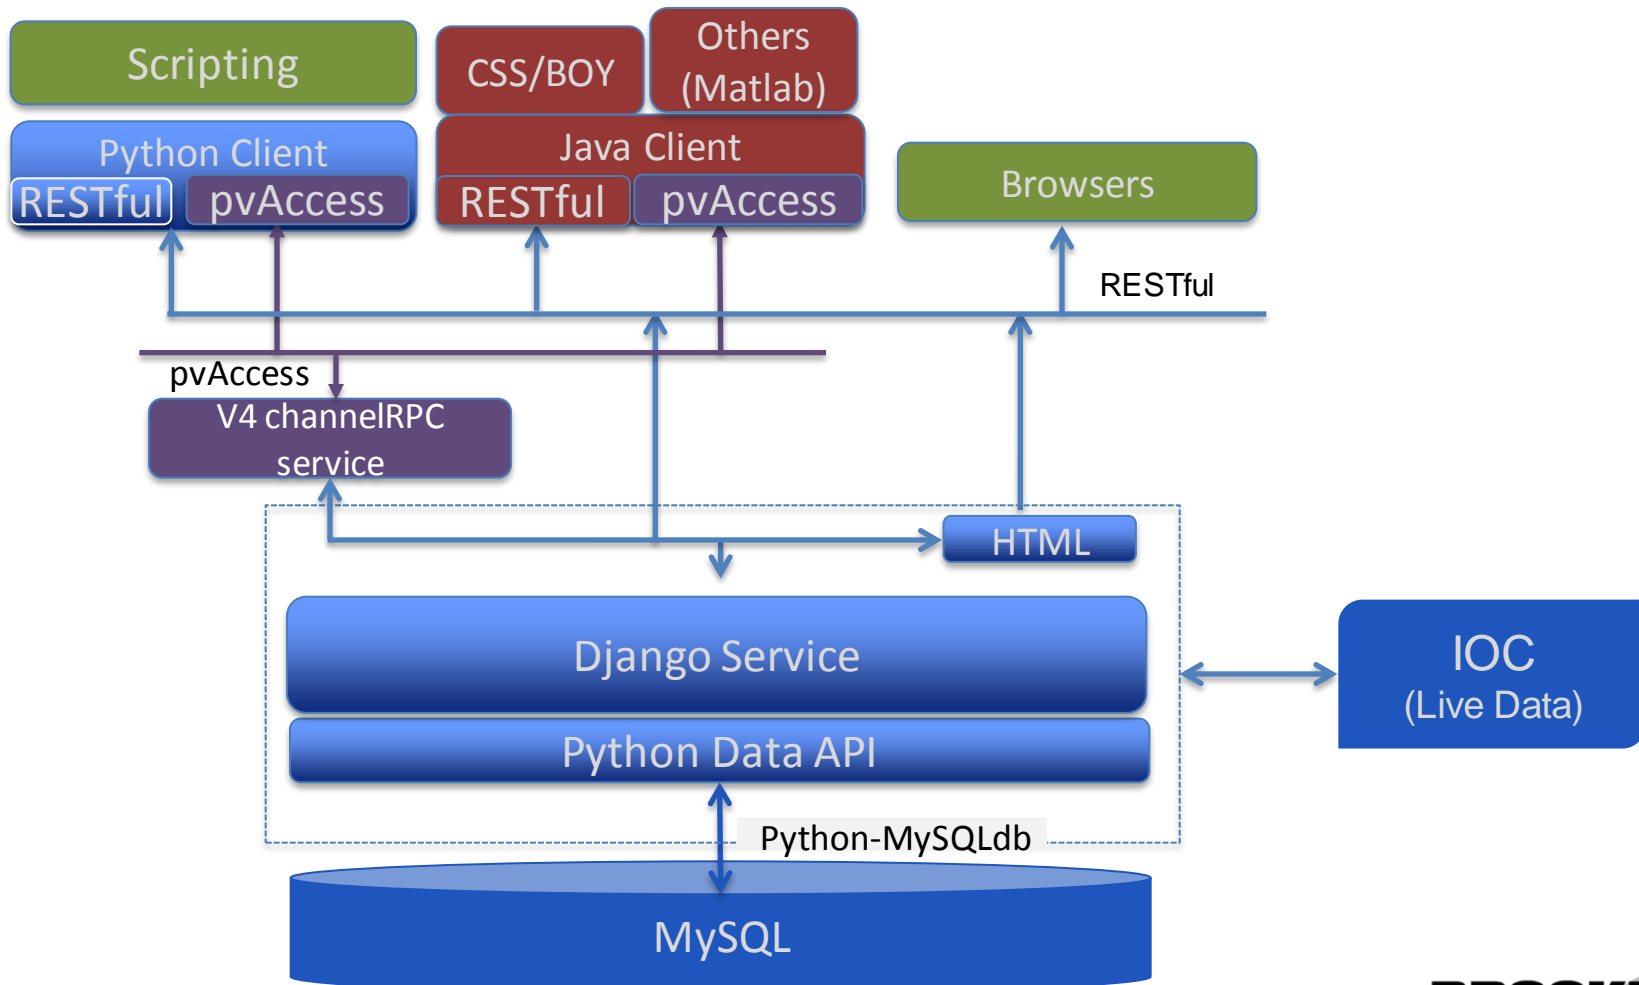 Scripting
CSS/BOY
Others
(Matlab)
Python Client
RESTful
pvAccess
Java Client
RESTful
pvAccess
Browsers
RESTful
pvAccess
V4 channelRPC
service
HTML
Django Service
IOC
(Live Data)
Python Data API
Python-MySQLdb
MySQL